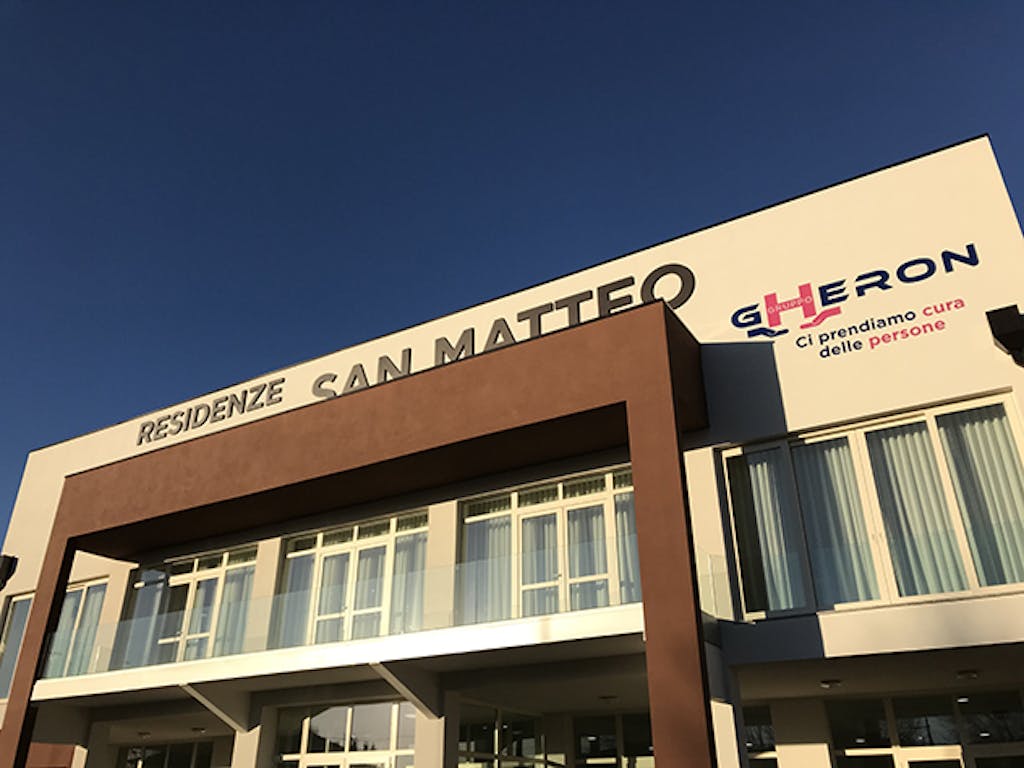 RESIDENZE SAN MATTEO
GHERON
GRUPPO
Ci prendiamo cura
delle persone